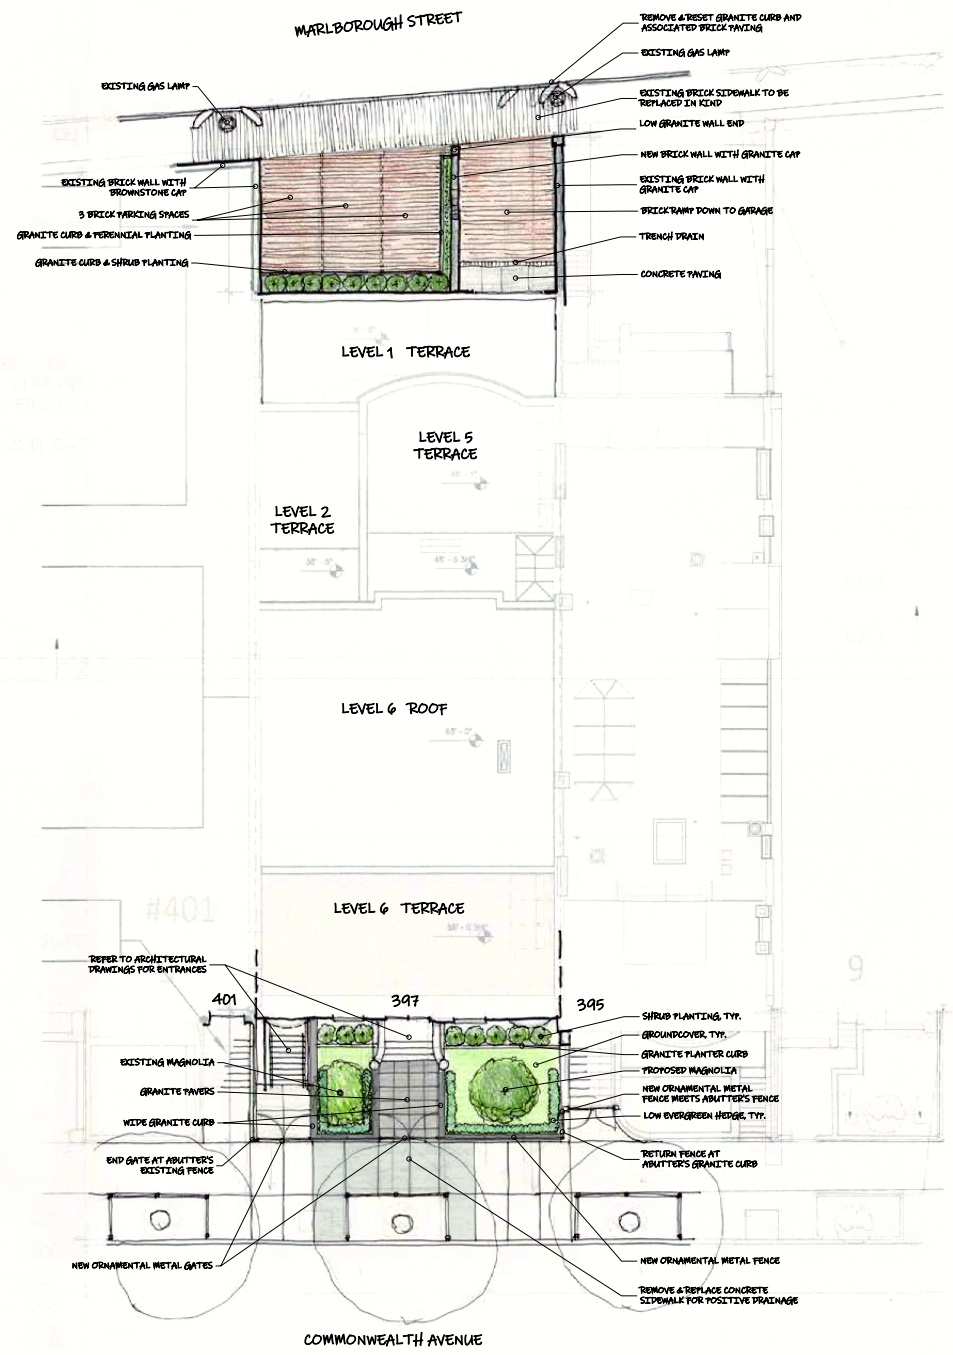 MARLBOROUGH STREET
REMOVE & RESET GRANITE CURB AND
ASSOCIATED BRICK PAVING
EXISTING GAS LAMP
EXISTING GAS LAMP
EXISTING BRICK SIDEWALK TO BE
REPLACED IN KIND
LOW GRANITE WALL END
NEW BRICK WALL WITH GRANITE CAP
EXISTING BRICK WALL WITH
GRANITE CAP
EXISTING BRICK WALL WITH
BROWNSTONE CAP
3 BRICK PARKING SPACES
BRICK RAMP DOWN TO GARAGE
GRANITE CURB & PERENNIAL PLANTING
TRENCH DRAIN
GRANITE CURB & SHRUB PLANTING
CONCRETE PAVING
LEVEL 1 TERRACE
LEVEL 5
TERRACE
LEVEL 2
TERRACE
LEVEL 6 ROOF
#401
LEVEL 6 TERRACE
REFER TO ARCHITECTURAL
DRAWINGS FOR ENTRANCES
9
401
397
395
SHRUB PLANTING, TYP.
GROUNDCOVER, TYP.
GRANITE PLANTER CURB
EXISTING MAGNOLIA
PROPOSED MAGNOLIA
GRANITE PAVERS
NEW ORNAMENTAL METAL
FENCE MEETS ABUTTER'S FENCE
WIDE GRANITE CURB
LOW EVERGREEN HEDGE, TYP.
END GATE AT ABUTTER'S
EXISTING FENCE
RETURN FENCE AT
ABUTTER'S GRANITE CURB
NEW ORNAMENTAL METAL GATES
NEW ORNAMENTAL METAL FENCE
REMOVE & REPLACE CONCRETE
SIDEWALK FOR POSITIVE DRAINAGE
COMMONWEALTH AVENUE